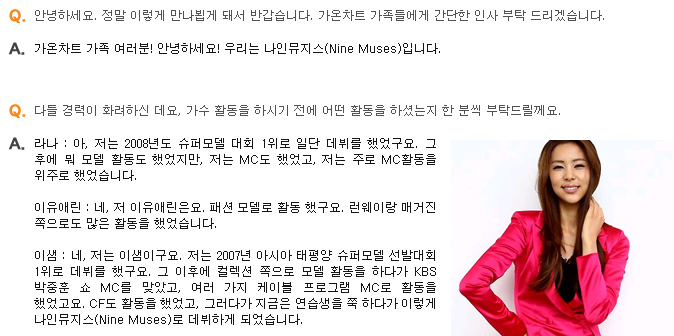 Q. 안녕하세요. 정말 이렇게 만나뵙게 돼서 반갑습니다. 가온차트 가족들에게 간단한 인사 부탁 드리겠습니다.
A. 가온차트 가족 여러분! 안녕하세요! 우리는 나인뮤지스(Nine Muses)입니다.
Q. 다들 경력이 화려하신 데요, 가수 활동을 하시기 전에 어떤 활동을 하셨는지 한 분씩 부탁드릴께요.
A. 라나 : 아, 저는 2008년도 슈퍼모델 대회 1위로 일단 데뷔를 했었구요. 그
후에 뭐 모델 활동도 했었지만, 저는 MC도 했었고, 저는 주로 MC활동을
위주로 했었습니다.
이유애린 : 네, 저 이유애린은요. 패션 모델로 활동 했구요. 런웨이랑 매거진
쪽으로도 많은 활동을 했었습니다.
이샘 : 네, 저는 이샘이구요. 저는 2007년 아시아 태평양 슈퍼모델 선발대회
1위로 데뷔를 했구요. 그 이후에 컬렉션 쪽으로 모델 활동을 하다가 KBS
박중훈 쇼 MC를 맞았고, 여러 가지 케이블 프로그램 MC로 활동을
했었고요. CF도 활동을 했었고, 그러다가 지금은 연습생을 쭉 하다가 이렇게
나인뮤지스(Nine Muses)로 데뷔하게 되었습니다.